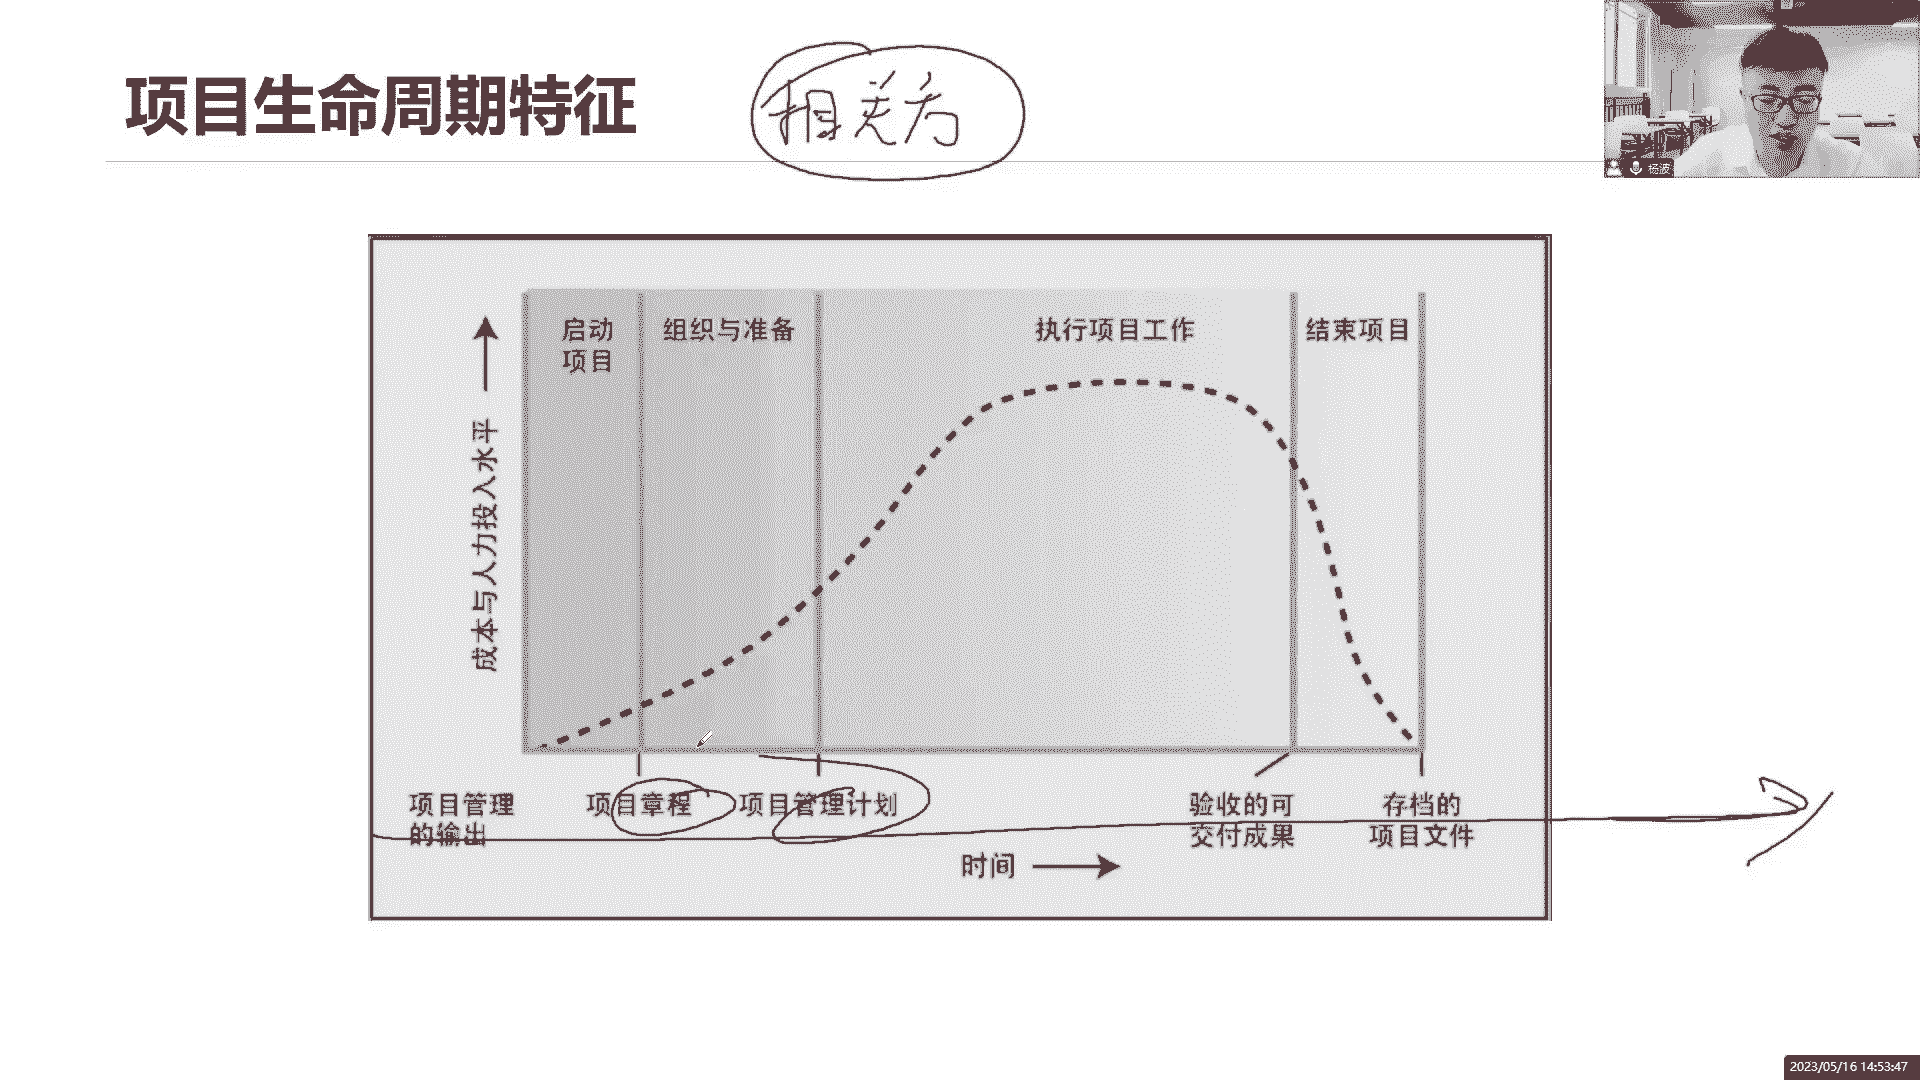 项目生命周期特征
相关方
杨波
启动
项目
组织与准备
执行项目工作
结束项目
成本与人力投入水平
项目管理
的输出
项目章程
项目管理计划
验收的可
交付成果
存档的
项目文件
时间
2023/05/16 14:53:47